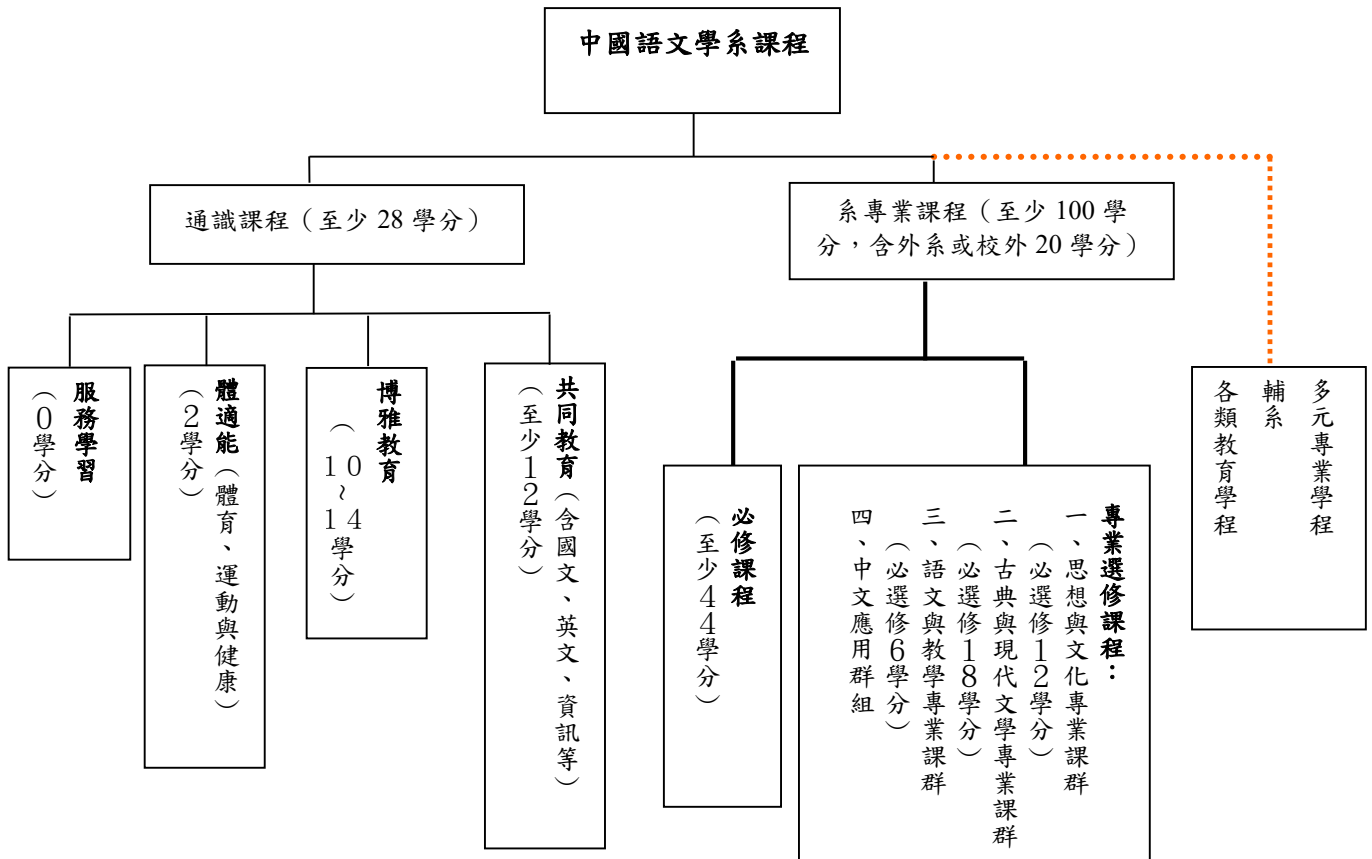 中國語文學系課程
通識課程（至少 28 學分）
系專業課程（至少 100 學
分，含外系或校外 20 學分）
服務學習
（0學分）
體適能（體育、運動與健康）
（2學分）
博雅教育
（10~14學分）
共同教育（含國文、英文、資訊等）
（至少12學分）
必修課程
（至少44學分）
專業選修課程：
一、思想與文化專業課群
（必選修12學分）
二、古典與現代文學專業課群
（必選修18學分）
三、語文與教學專業課群
（必選修6學分）
四、中文應用群組
多元專業學程
輔系
各類教育學程